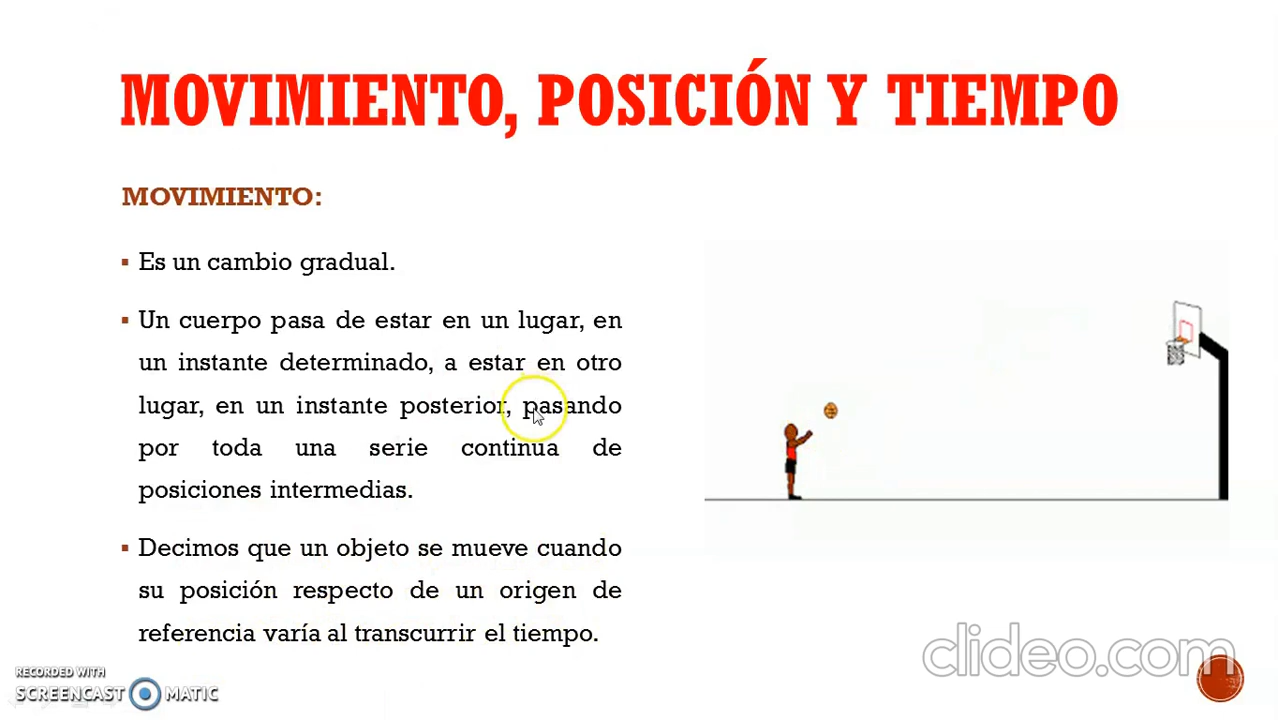 MOVIMIENTO, POSICIÓN Y TIEMPO
MOVIMIENTO:
▪ Es un cambio gradual.
▪ Un cuerpo pasa de estar en un lugar, en
un instante determinado, a estar en otro
lugar, en un instante posterior, pasando
por toda una serie continua de
posiciones intermedias.
▪ Decimos que un objeto se mueve cuando
su posición respecto de un origen de
referencia varía al transcurrir el tiempo.
clideo.com
RECORDED WITH
SCREENCAST MATIC